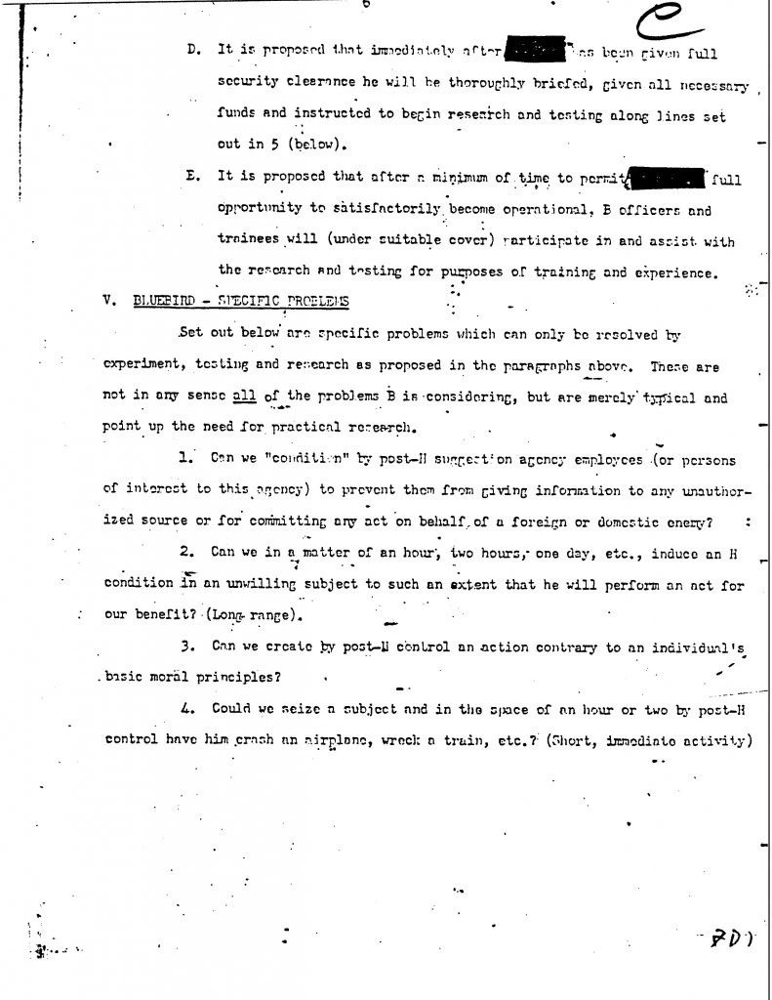 6
D. It is proposed that immediately after has been given full
security clearance he will be thoroughly briefed, given all necessary
funds and instructed to begin research and testing along lines set
out in 5 (below).
E. It is proposed that after a minimum of time to permit full
opportunity to satisfactorily become operational, B officers and
trainees will (under suitable cover) participate in and assist with
the research and testing for purposes of training and experience.
V. BLUEBIRD - SPECIFIC PROBLEMS
Set out below are specific problems which can only be resolved by
experiment, testing and research as proposed in the paragraphs above. These are
not in any sense all of the problems B is considering, but are merely typical and
point up the need for practical research.
1. Can we "condition" by post-H suggestion agency employees (or persons
of interest to this agency) to prevent them from giving information to any unauthor-
ized source or for committing any act on behalf of a foreign or domestic enemy?
2. Can we in a matter of an hour, two hours, one day, etc., induce an H
condition in an unwilling subject to such an extent that he will perform an act for
our benefit? (Long range).
3. Can we create by post-H control an action contrary to an individual's
basic moral principles?
4. Could we seize a subject and in the space of an hour or two by post-H
control have him crash an airplane, wreck a train, etc.? (Short, immediate activity)